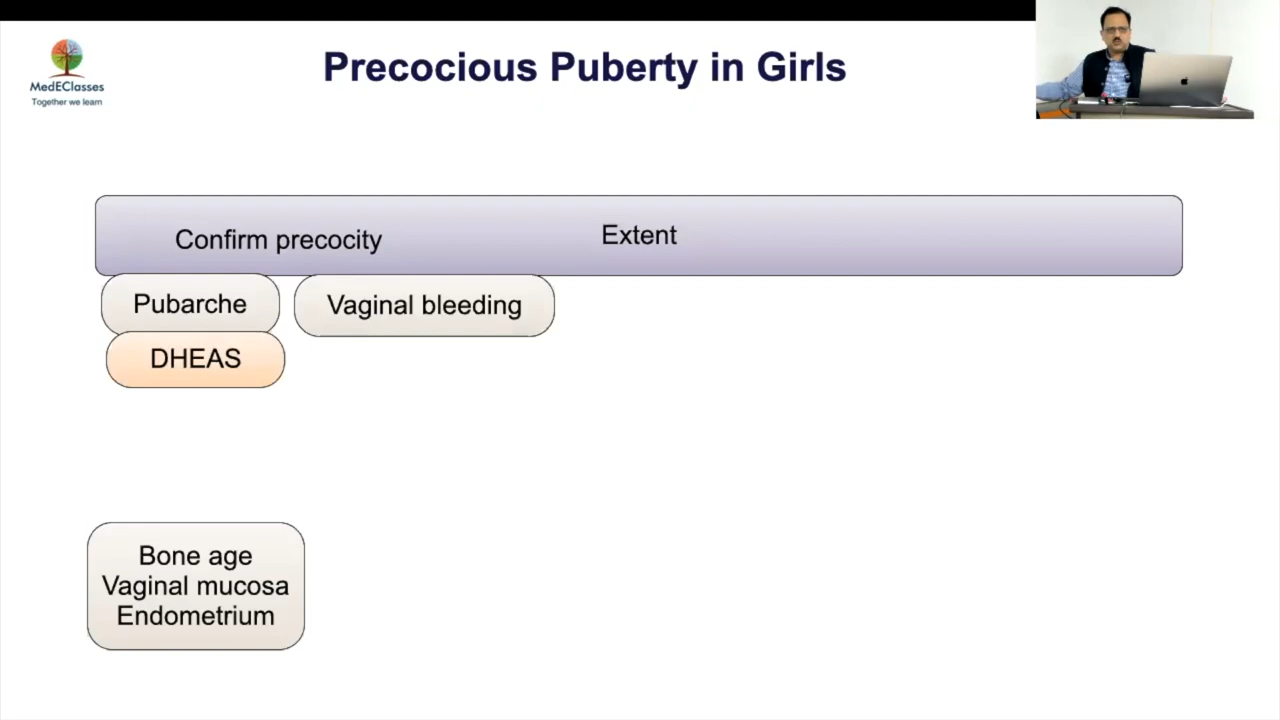 MedEClasses
Together we learn
Precocious Puberty in Girls
Confirm precocity
Extent
Pubarche
Vaginal bleeding
DHEAS
Bone age
Vaginal mucosa
Endometrium